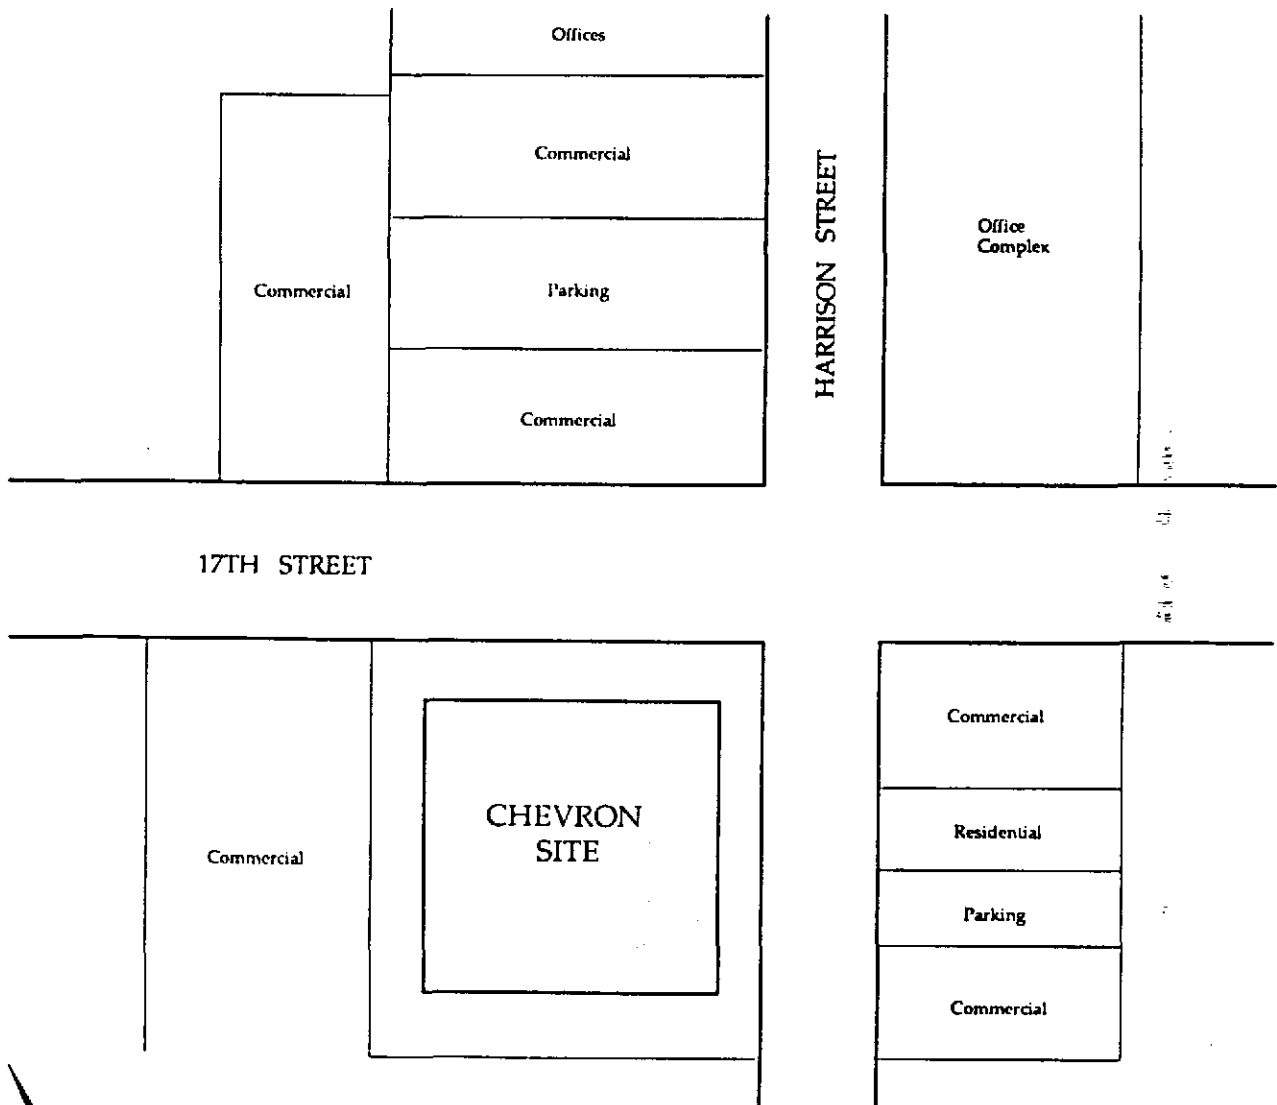 Offices
Commercial
HARRISON STREET
Office
Complex
Commercial
Parking
Commercial
17TH STREET
Commercial
CHEVRON
SITE
Residential
Commercial
Parking
Commercial